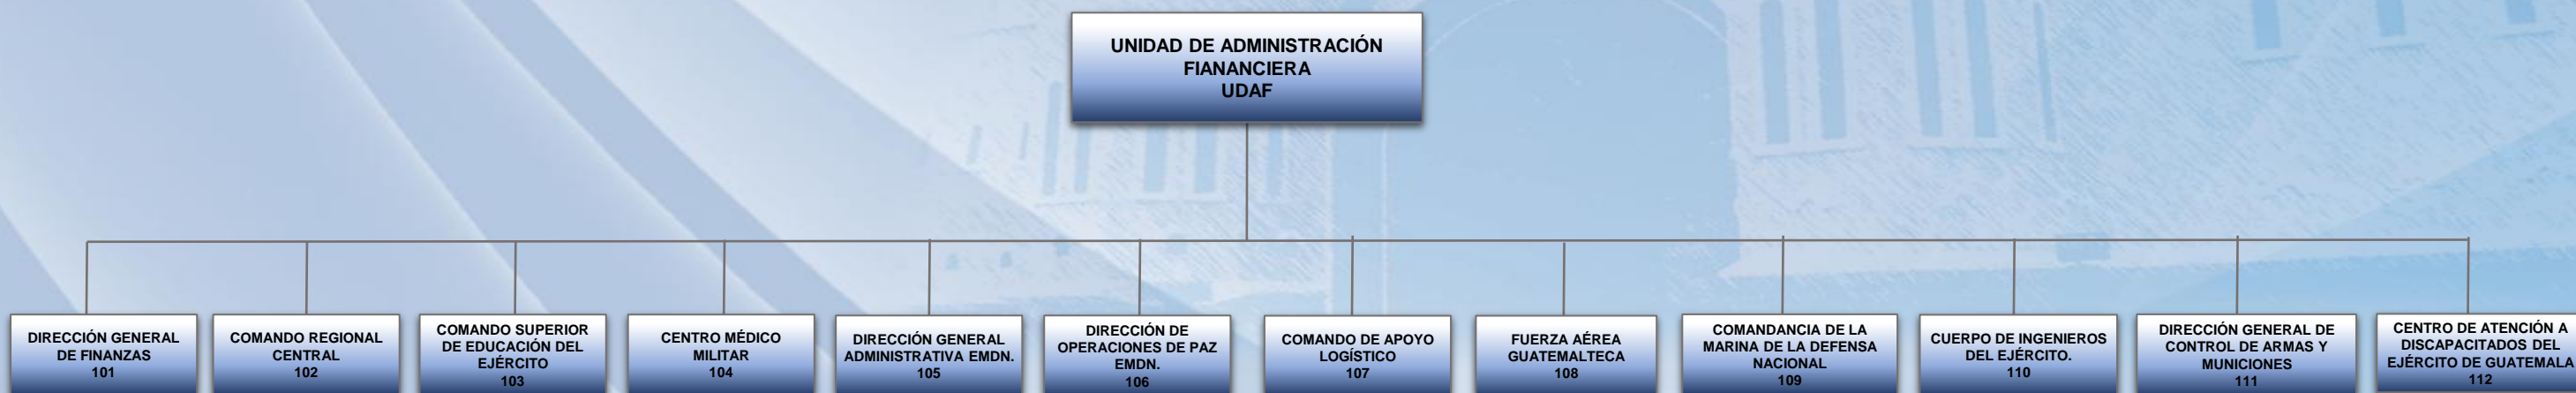 UNIDAD DE ADMINISTRACIÓN
FIANANCIERA
UDAF
DIRECCIÓN GENERAL
DE FINANZAS
101
COMANDO REGIONAL
CENTRAL
102
COMANDO SUPERIOR
DE EDUCACIÓN DEL
EJÉRCITO
103
CENTRO MÉDICO
MILITAR
104
DIRECCIÓN GENERAL
ADMINISTRATIVA EMDN.
105
DIRECCIÓN DE
OPERACIONES DE PAZ
EMDN.
106
COMANDO DE APOYO
LOGÍSTICO
107
FUERZA AÉREA
GUATEMALTECA
108
COMANDANCIA DE LA
MARINA DE LA DEFENSA
NACIONAL
109
CUERPO DE INGENIEROS
DEL EJÉRCITO.
110
DIRECCIÓN GENERAL DE
CONTROL DE ARMAS Y
MUNICIONES
111
CENTRO DE ATENCIÓN A
DISCAPACITADOS DEL
EJÉRCITO DE GUATEMALA
112